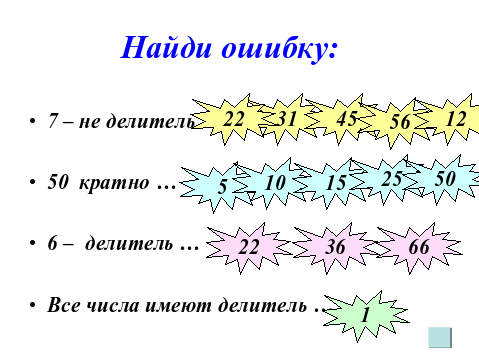 Найди ошибку:
• 7 – не делитель 22 31 45 56 12
• 50 кратно … 5 10 15 25 50
• 6 – делитель … 22 36 66
• Все числа имеют делитель .. 1